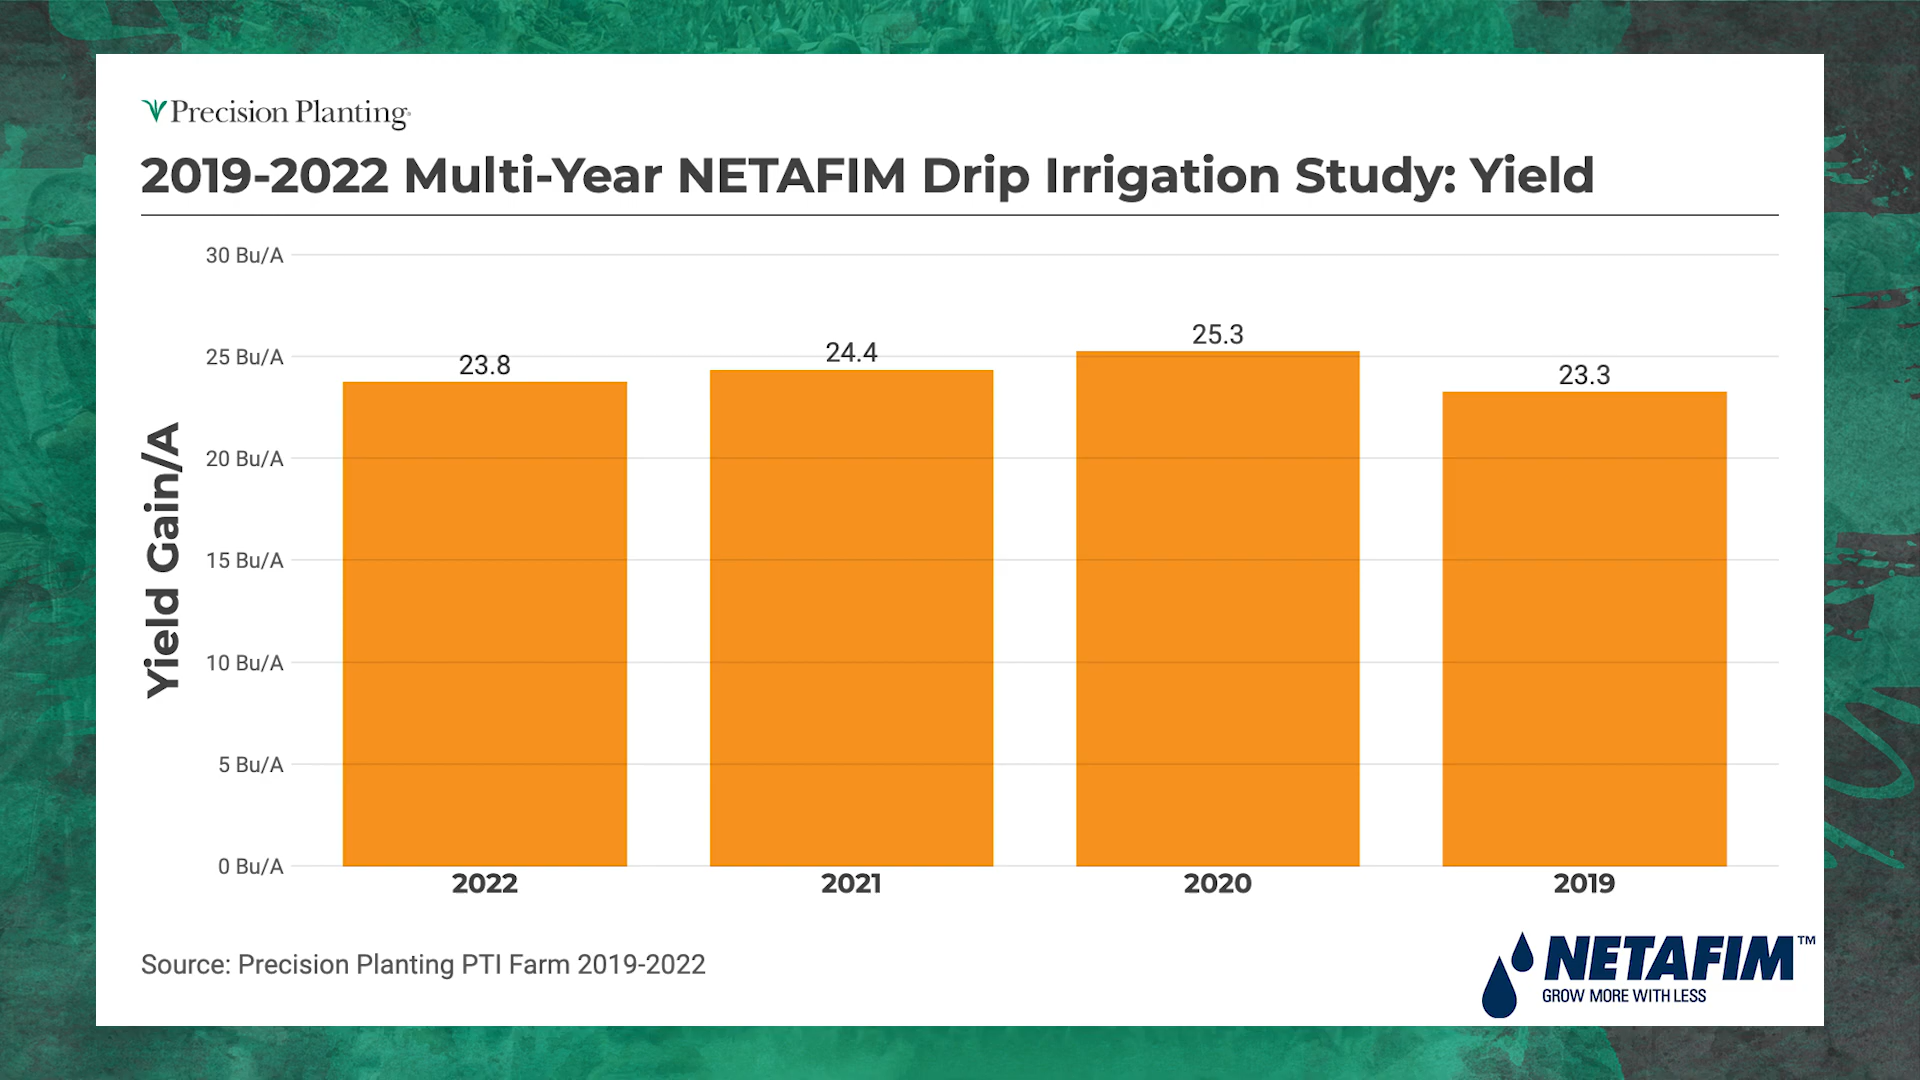 Precision Planting
2019-2022 Multi-Year NETAFIM Drip Irrigation Study: Yield
Yield Gain/A
30 Bu/A
25 Bu/A
20 Bu/A
15 Bu/A
10 Bu/A
5 Bu/A
0 Bu/A
23.8
24.4
25.3
23.3
2022
2021
2020
2019
Source: Precision Planting PTI Farm 2019-2022
NETAFIM™
GROW MORE WITH LESS